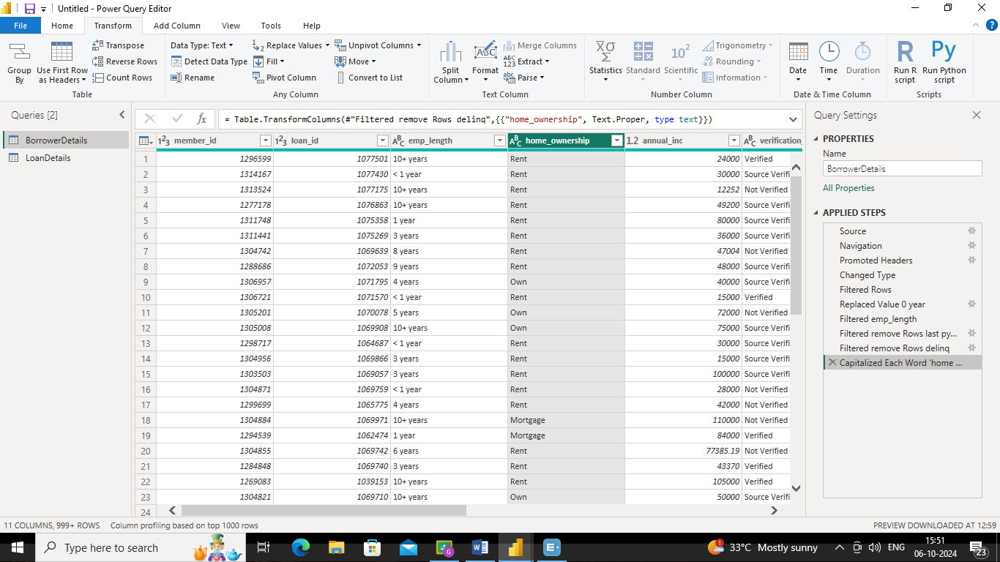 Untitled - Power Query Editor
File Home Transform Add Column View Tools Help
Group By
Use First Row as Headers
Transpose
Reverse Rows
Count Rows
Table
Data Type: Text
Detect Data Type
Rename
Replace Values
Fill
Pivot Column
Unpivot Columns
Move
Convert to List
Any Column
Split Column
Format
Merge Columns
Extract
Parse
Text Column
Statistics
Standard
Scientific
Trigonometry
Rounding
Information
Number Column
Date
Time
Duration
Date & Time Column
Run R script
Run Python script
Scripts
Queries [2]
BorrowerDetails
LoanDetails
= Table.TransformColumns(#"Filtered remove Rows delinq",{{"home_ownership", Text.Proper, type text}})
member_id loan_id emp_length home_ownership annual_inc verification_
1 1296599 1077501 10+ years Rent 24000 Verified
2 1314167 1077430 < 1 year Rent 30000 Source Verifi
3 1313524 1077175 10+ years Rent 12252 Not Verified
4 1277178 1076863 10+ years Rent 49200 Source Verifi
5 1311748 1075358 1 year Rent 80000 Source Verifi
6 1311441 1075269 3 years Rent 36000 Source Verifi
7 1304742 1069639 8 years Rent 47004 Not Verified
8 1288686 1072053 9 years Rent 48000 Source Verifi
9 1306957 1071795 4 years Own 40000 Source Verifi
10 1306721 1071570 < 1 year Rent 15000 Verified
11 1305201 1070078 5 years Own 72000 Not Verified
12 1305008 1069908 10+ years Own 75000 Source Verifi
13 1298717 1064687 < 1 year Rent 30000 Source Verifi
14 1304956 1069866 3 years Rent 15000 Source Verifi
15 1303503 1069057 3 years Rent 100000 Source Verifi
16 1304871 1069759 < 1 year Rent 28000 Not Verified
17 1299699 1065775 4 years Rent 42000 Not Verified
18 1304884 1069971 10+ years Mortgage 110000 Not Verified
19 1294539 1062474 1 year Mortgage 84000 Verified
20 1304855 1069742 6 years Rent 77385.19 Not Verified
21 1284848 1069740 3 years Rent 43370 Verified
22 1269083 1039153 10+ years Rent 105000 Verified
23 1304821 1069710 10+ years Own 50000 Source Verifi
24
Query Settings
PROPERTIES
Name
BorrowerDetails
All Properties
APPLIED STEPS
Source
Navigation
Promoted Headers
Changed Type
Filtered Rows
Replaced Value 0 year
Filtered emp_length
Filtered remove Rows last py...
Filtered remove Rows delinq
Capitalized Each Word 'home ...
11 COLUMNS, 999+ ROWS Column profiling based on top 1000 rows
PREVIEW DOWNLOADED AT 12:59
Type here to search
33°C Mostly sunny
ENG
15:51
06-10-2024
23